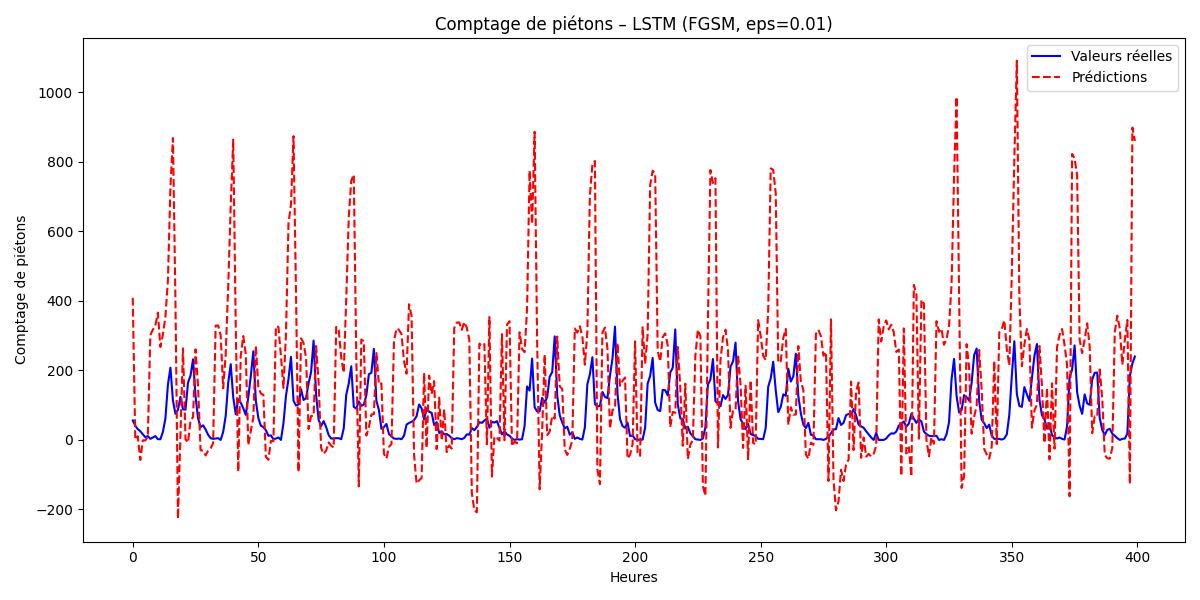 Comptage de piétons – LSTM (FGSM, eps=0.01)
Valeurs réelles
Prédictions
Comptage de piétons
1000
800
600
400
200
0
−200
0 50 100 150 200 250 300 350 400
Heures